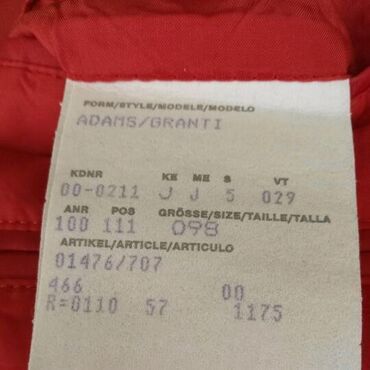 FORM/STYLE/MODELE/MODELO
ADAMS/GRANTI
KDNR KE ME S VT
00-0211 J J 5 029
ANR POS GRÖSSE/SIZE/TAILLE/TALLA
100 111 098
ARTIKEL/ARTICLE/ARTICULO
01476/707
466 00
R=0110 57 1175